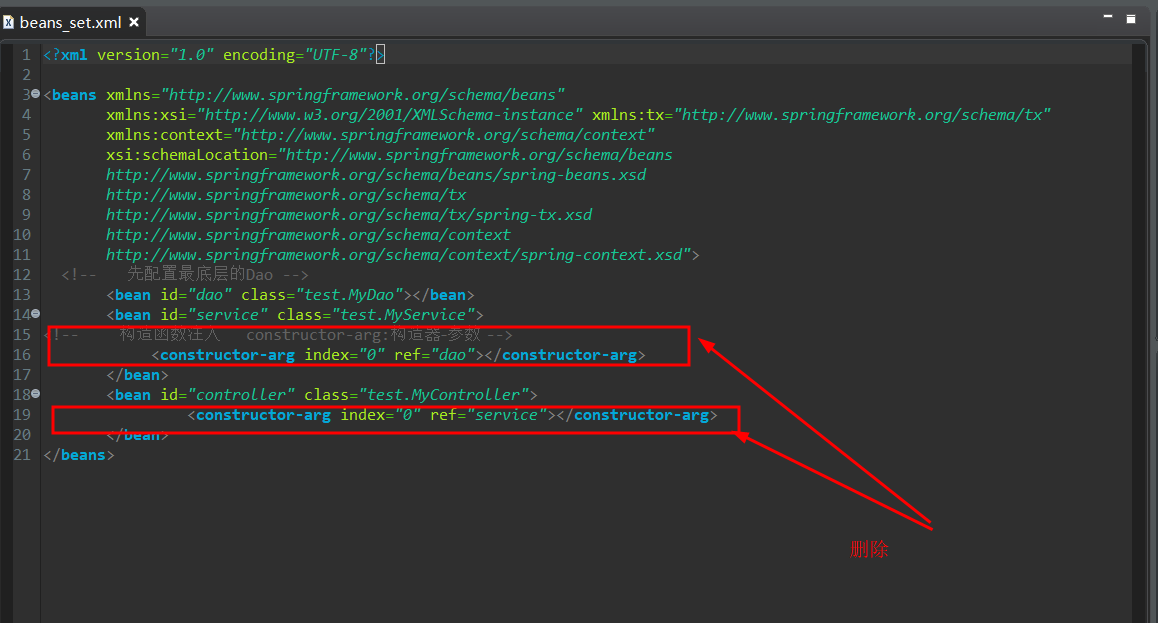 beans_set.xml
1 <?xml version="1.0" encoding="UTF-8"?>
2
3 <beans xmlns="http://www.springframework.org/schema/beans"
4 xmlns:xsi="http://www.w3.org/2001/XMLSchema-instance" xmlns:tx="http://www.springframework.org/schema/tx"
5 xmlns:context="http://www.springframework.org/schema/context"
6 xsi:schemaLocation="http://www.springframework.org/schema/beans
7 http://www.springframework.org/schema/beans/spring-beans.xsd
8 http://www.springframework.org/schema/tx
9 http://www.springframework.org/schema/tx/spring-tx.xsd
10 http://www.springframework.org/schema/context
11 http://www.springframework.org/schema/context/spring-context.xsd">
12 <!-- 先配置最底层的Dao -->
13 <bean id="dao" class="test.MyDao"></bean>
14 <bean id="service" class="test.MyService">
15 <!-- 构造函数注入 constructor-arg:构造器-参数 -->
16 <constructor-arg index="0" ref="dao"></constructor-arg>
17 </bean>
18 <bean id="controller" class="test.MyController">
19 <constructor-arg index="0" ref="service"></constructor-arg>
20 </bean>
21 </beans>
删除